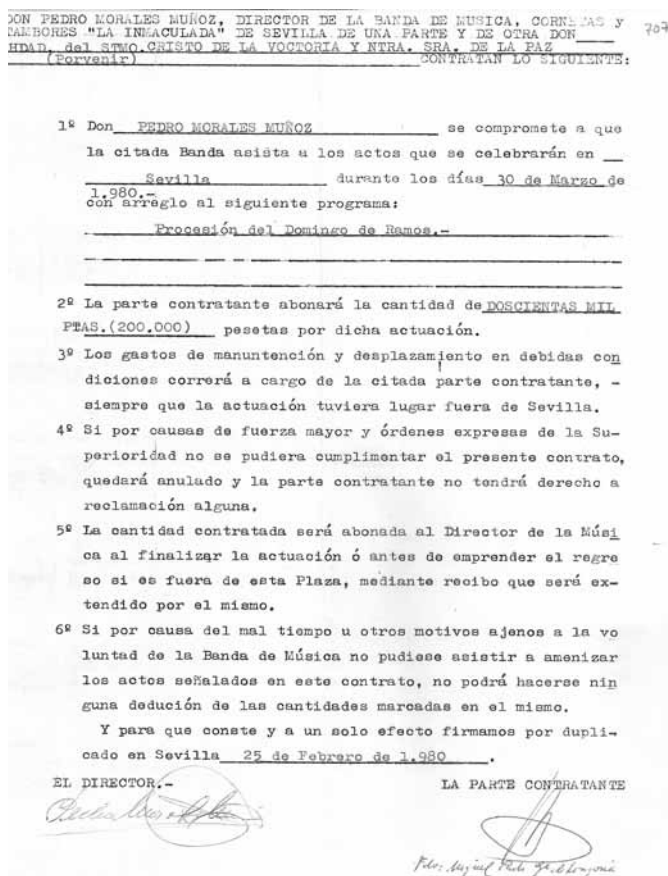 DON PEDRO MORALES MUÑOZ, DIRECTOR DE LA BANDA DE MUSICA, CORNETAS y
TAMBORES "LA INMACULADA" DE SEVILLA DE UNA PARTE Y DE OTRA DON
707
HDAD. del STMO.CRISTO DE LA VOCTORIA Y NTRA. SRA. DE LA PAZ
(Porvenir) CONTRATAN LO SIGUIENTE:
1º Don PEDRO MORALES MUÑOZ se compromete a que
la citada Banda asista a los actos que se celebrarán en
Sevilla durante los días 30 de Marzo de
1.980.-
con arreglo al siguiente programa:
Procesión del Domingo de Ramos.-
2º La parte contratante abonará la cantidad de DOSCIENTAS MIL
PTAS.(200.000) pesetas por dicha actuación.
3º Los gastos de manuntención y desplazamiento en debidas con
diciones correrá a cargo de la citada parte contratante, -
siempre que la actuación tuviera lugar fuera de Sevilla.
4º Si por causas de fuerza mayor y órdenes expresas de la Su-
perioridad no se pudiera cumplimentar el presente contrato,
quedará anulado y la parte contratante no tendrá derecho a
reclamación alguna.
5º La cantidad contratada será abonada al Director de la Músi
ca al finalizar la actuación ó antes de emprender el regre
so si es fuera de esta Plaza, mediante recibo que será ex-
tendido por el mismo.
6º Si por causa del mal tiempo u otros motivos ajenos a la vo
luntad de la Banda de Música no pudiese asistir a amenizar
los actos señalados en este contrato, no podrá hacerse nin
guna dedución de las cantidades marcadas en el mismo.
Y para que conste y a un solo efecto firmamos por dupli-
cado en Sevilla 25 de Febrero de 1.980.
EL DIRECTOR.- LA PARTE CONTRATANTE
Fdo: Miguel